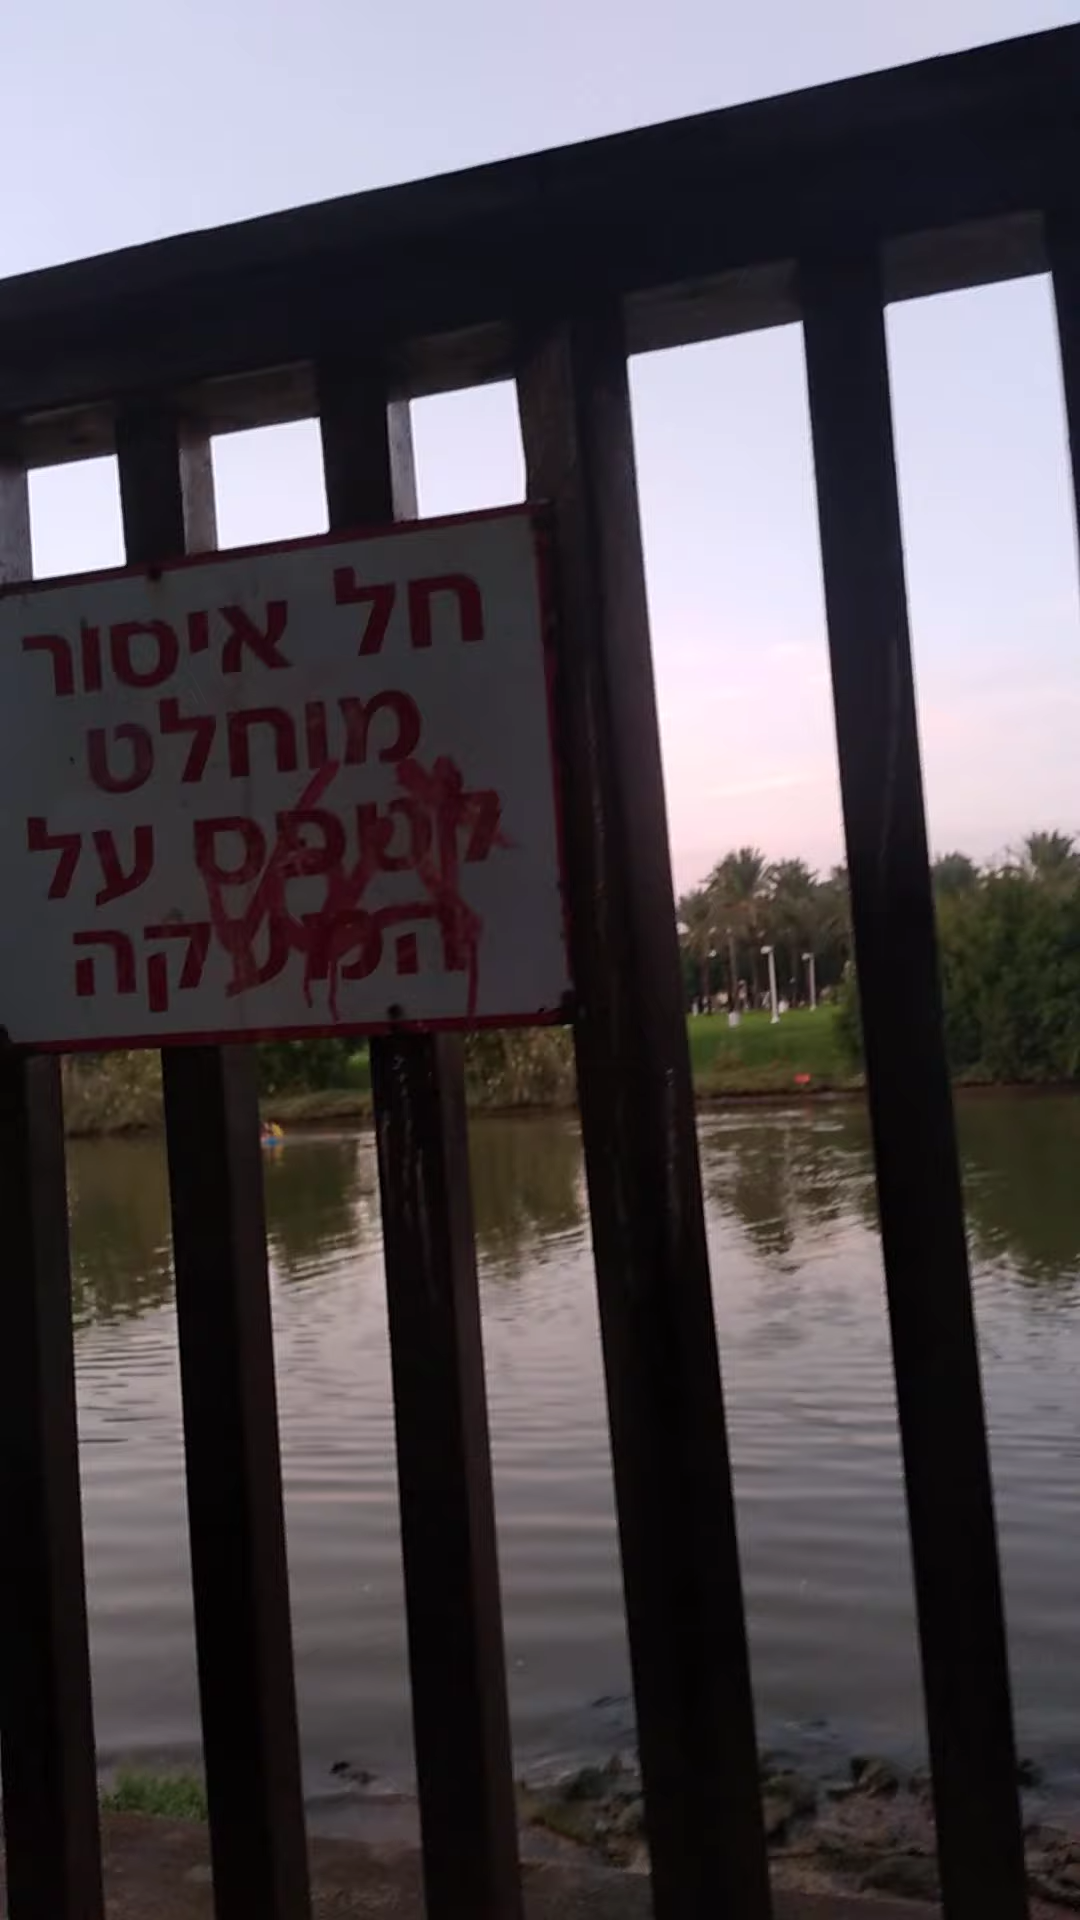 חל איסור
מוחלט
לטפס על
המעקה